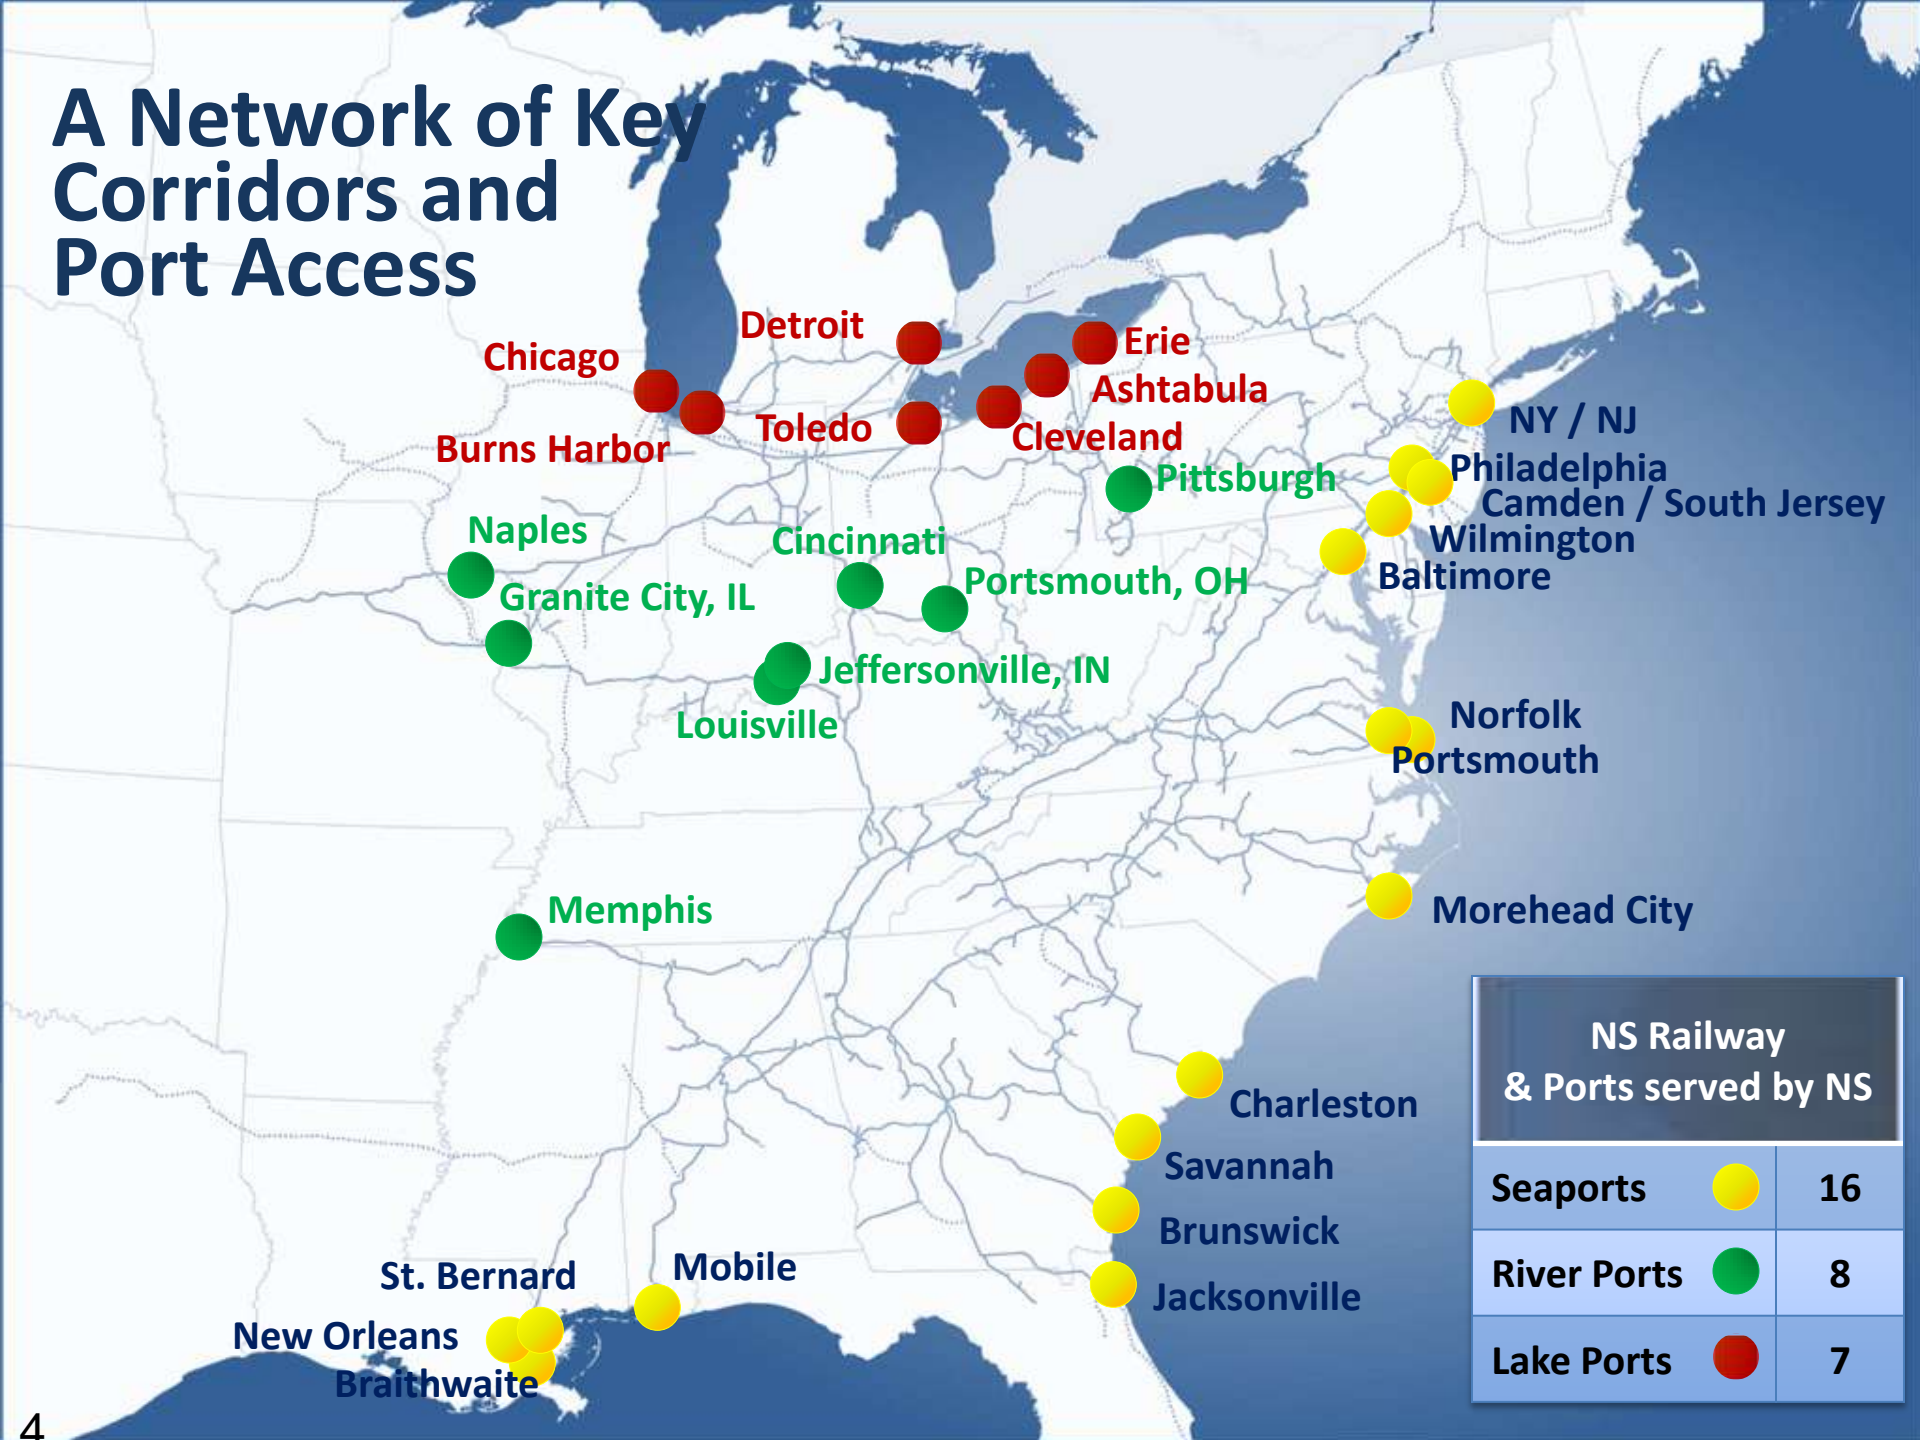 A Network of Key
Corridors and
Port Access
Detroit
Chicago
Erie
Ashtabula
Burns Harbor
Toledo
Cleveland
NY / NJ
Philadelphia
Pittsburgh
Camden / South Jersey
Naples
Cincinnati
Wilmington
Granite City, IL
Portsmouth, OH
Baltimore
Jeffersonville, IN
Louisville
Norfolk
Portsmouth
Memphis
Morehead City
Charleston
Savannah
Brunswick
Jacksonville
St. Bernard
Mobile
New Orleans
Braithwaite
NS Railway
& Ports served by NS
Seaports 16
River Ports 8
Lake Ports 7
4